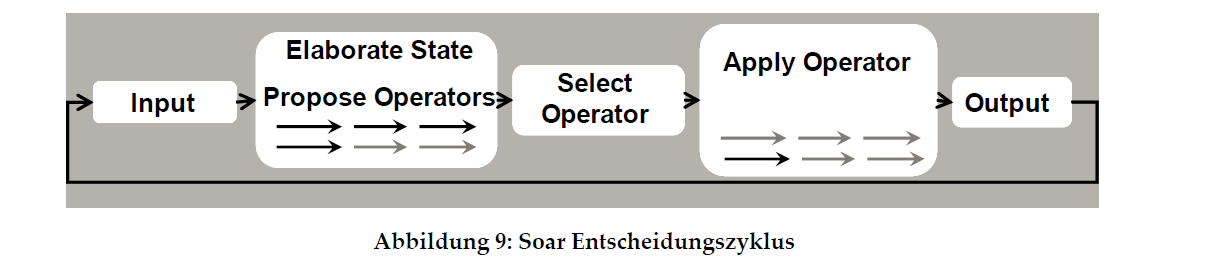 Input
Elaborate State
Propose Operators
Select
Operator
Apply Operator
Output
Abbildung 9: Soar Entscheidungszyklus